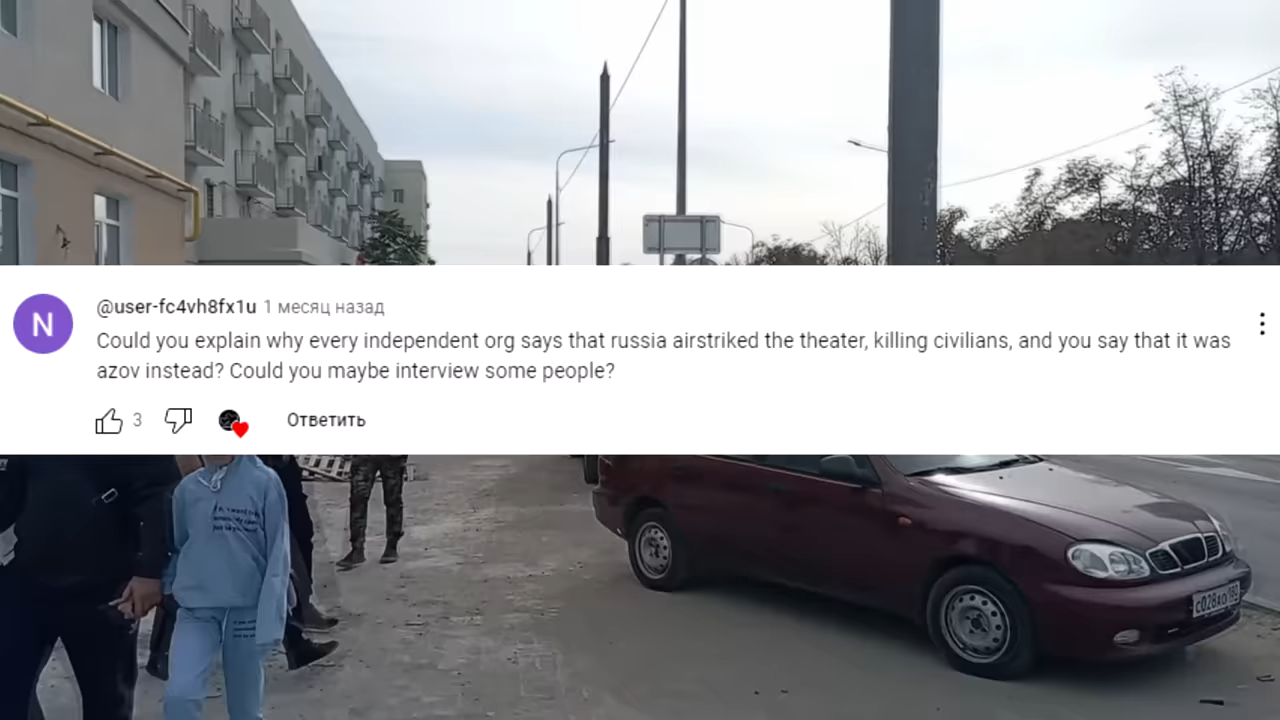 N
@user-fc4vh8fx1u 1 месяц назад
Could you explain why every independent org says that russia airstriked the theater, killing civilians, and you say that it was
azov instead? Could you maybe interview some people?
3
Ответить